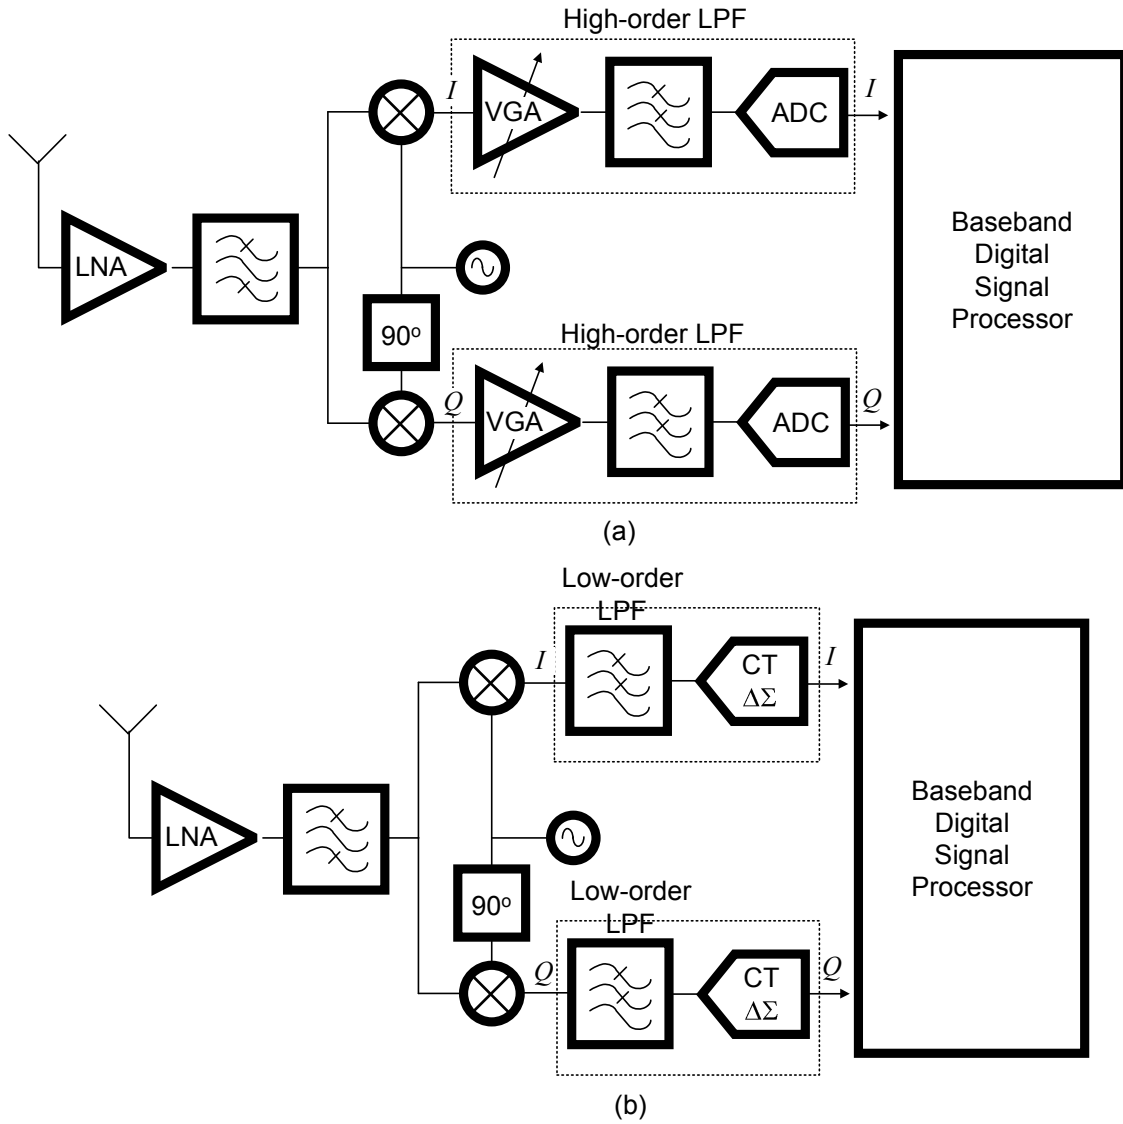 High-order LPF
I
VGA
ADC
I
LNA
90o
Baseband
Digital
Signal
Processor
High-order LPF
Q
VGA
ADC
Q
(a)
Low-order
LPF
I
CT
ΔΣ
I
LNA
90o
Baseband
Digital
Signal
Processor
Low-order
LPF
Q
CT
ΔΣ
Q
(b)